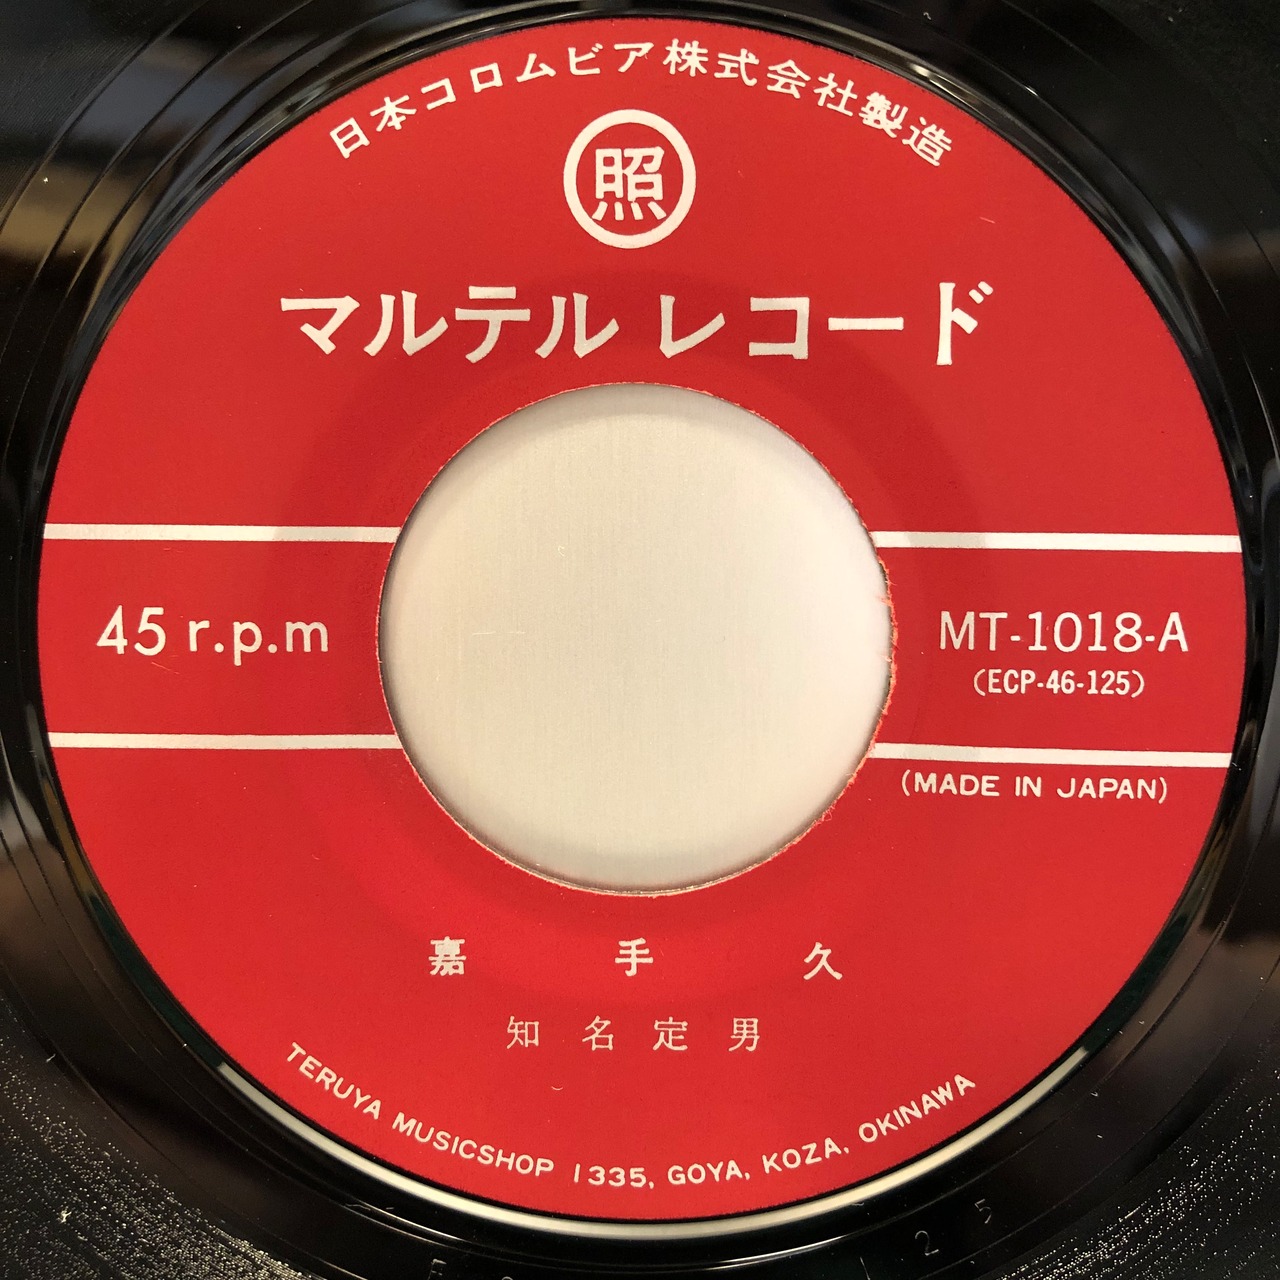 日本コロムビア株式会社製造
照
マルテル レコード
45 r.p.m
MT-1018-A
(ECP-46-125)
(MADE IN JAPAN)
嘉 手 久
知 名 定 男
TERUYA MUSICSHOP 1335, GOYA, KOZA, OKINAWA